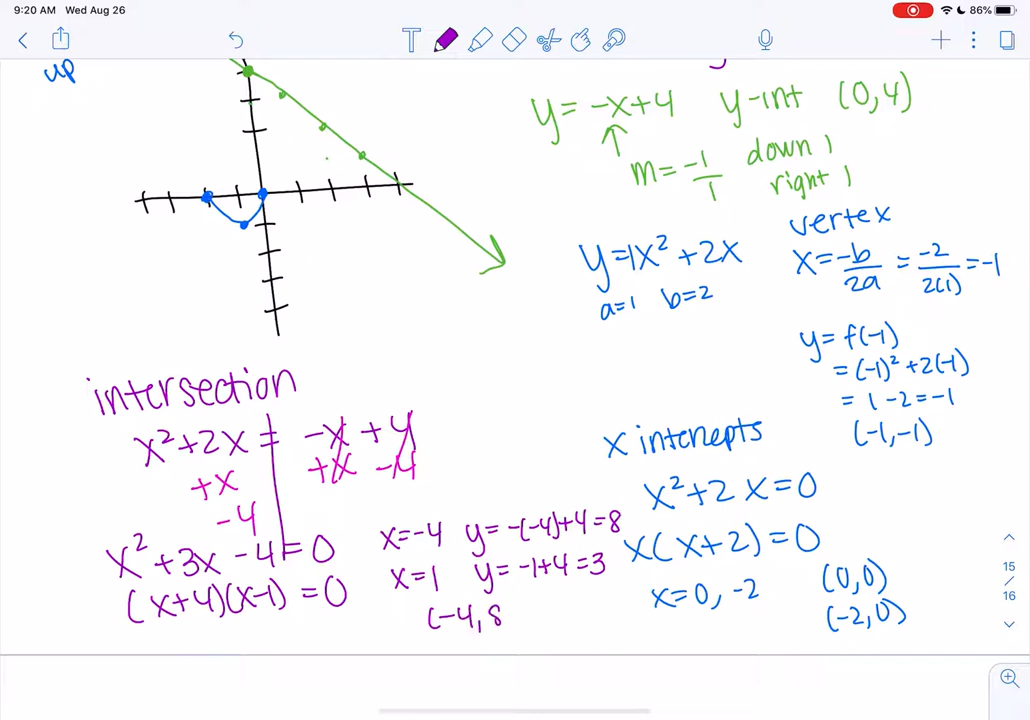 9:20 AM Wed Aug 26
86%
up
y = -x+4 y-int (0,4)
m = -1/1 down 1
right 1
vertex
y=1x² +2x
a=1 b=2
x = -b/2a = -2/2(1) = -1
y = f(-1)
= (-1)² +2(-1)
= 1 -2 = -1
(-1,-1)
intersection
x²+2x = -x +4
+x +x -4
-4
x² +3x -4 = 0
(x+4)(x-1) = 0
x=-4 y= -(-4)+4 = 8
x=1 y= -1+4 = 3
(-4,8
x intercepts
x²+2x = 0
x(x+2) = 0
x = 0, -2
(0,0)
(-2,0)
15
/
16